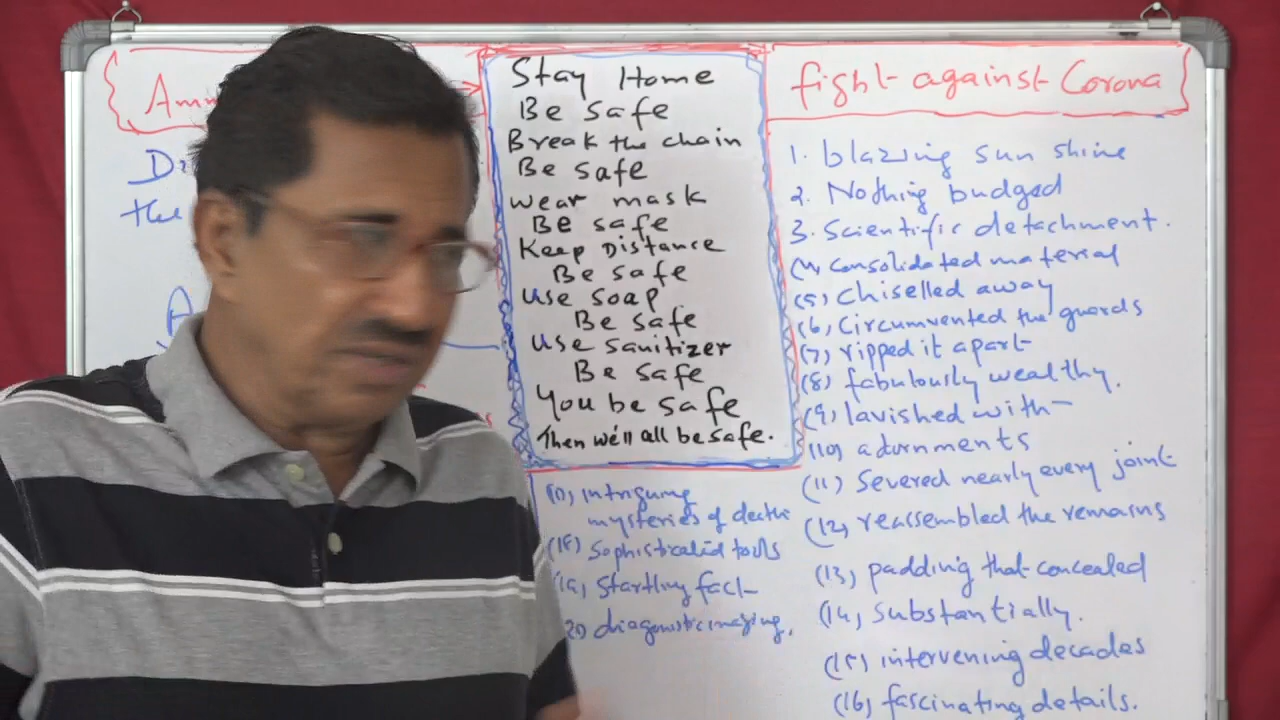 Stay Home
Be safe
Break the chain
Be safe
wear mask
Be safe
Keep Distance
Be safe
use soap
Be safe
use sanitizer
Be safe
You be safe
Then we'll all be safe.
fight against Corona
1. blazing sun shine
2. Nothing budged
3. Scientific detachment.
(4) consolidated material
(5) chiselled away
(6) Circumvented the guards
(7) ripped it apart
(8) fabulously wealthy.
(9) lavished with
(10) adornments
(11) Severed nearly every joint
(12) reassembled the remains
(13) padding that concealed
(14) Substantially.
(15) intervening decades
(16) fascinating details.
intriguing
mysteries of death
(18) Sophisticated tools
Startling fact
diagonistic imaging.
the